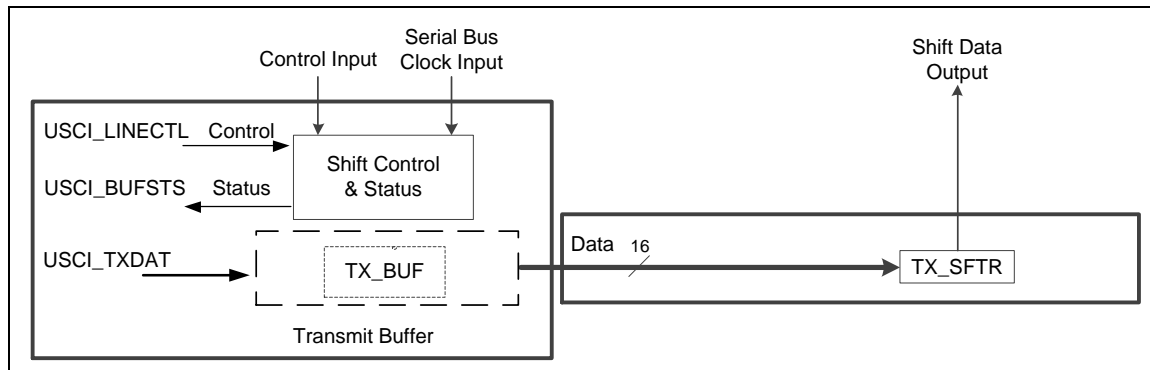 Control Input
Serial Bus
Clock Input
Shift Data
Output
USCI_LINECTL
Control
Shift Control
& Status
USCI_BUFSTS
Status
USCI_TXDAT
TX_BUF
Transmit Buffer
Data
16
TX_SFTR